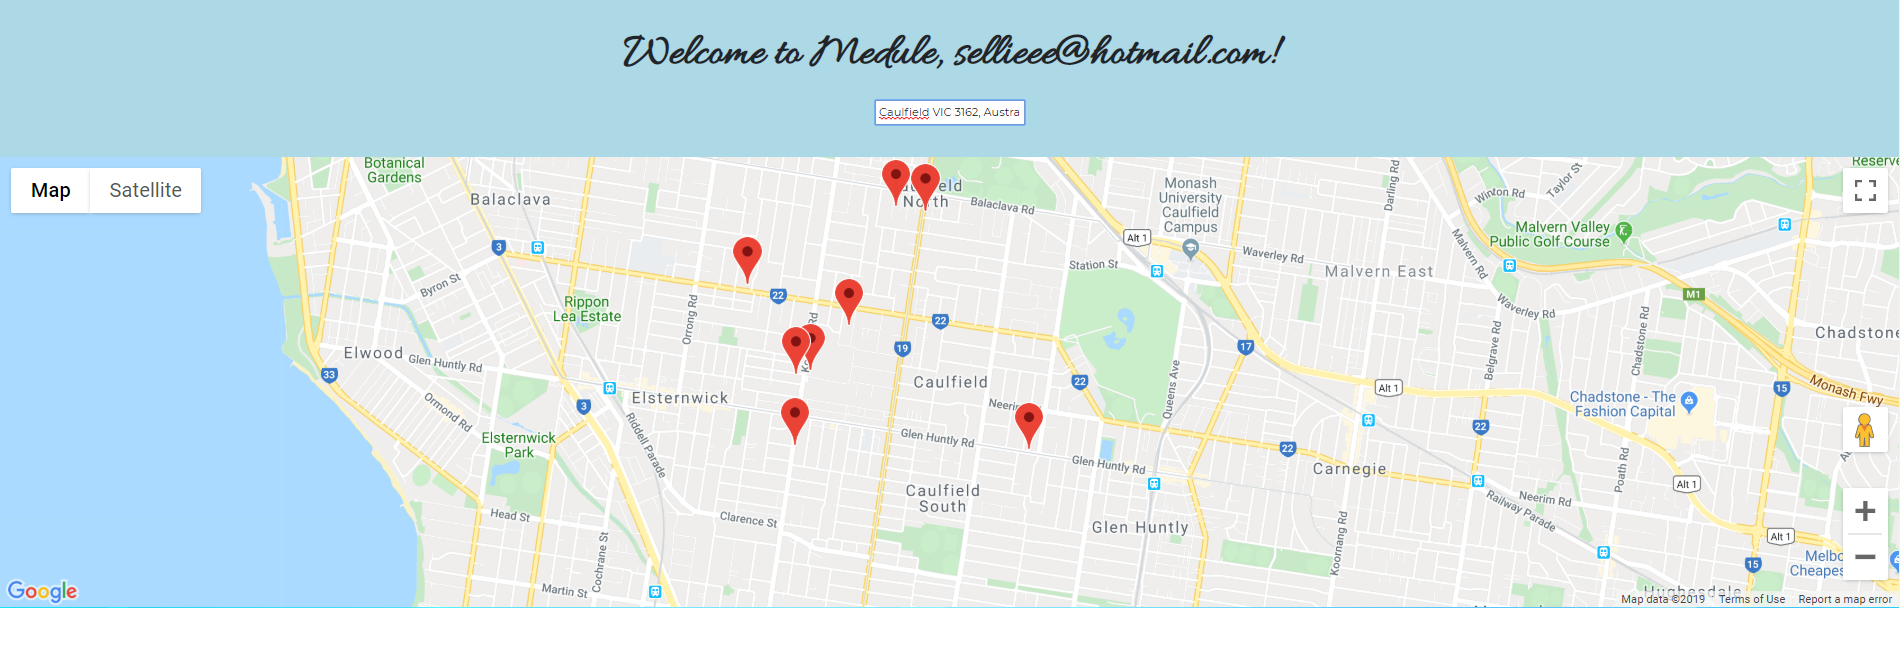 Welcome to Medule, sellieee@hotmail.com!
Caulfield VIC 3162, Austra
Map
Satellite
Botanical
Gardens
Balaclava
North
Balaclava Rd
Monash
University
Caulfield
Campus
Darling Rd
Winton Rd
Taylor St
Reserve
Malvern Valley
Public Golf Course
Malvern Rd
Alt 1
Waverley Rd
Malvern East
Station St
3
Byron St
22
Orrong Rd
Rippon
Lea Estate
22
M1
Waverley Rd
Chadstone
Elwood
Glen Huntly Rd
19
17
Belgrave Rd
Chadstone Rd
33
Caulfield
22
Queens Ave
Alt 1
15
Monash Fwy
Elsternwick
3
Ormond Rd
Riddell Parade
Chadstone - The
Fashion Capital
Elsternwick
Park
Glen Huntly Rd
Glen Huntly Rd
22
22
Carnegie
Poath Rd
Caulfield
South
Alt 1
Head St
Clarence St
Glen Huntly
Neerim Rd
Railway Parade
Koornang Rd
Cochrane St
Alt 1
15
Martin St
Hughesdale
Google
Map data ©2019
Terms of Use
Report a map error